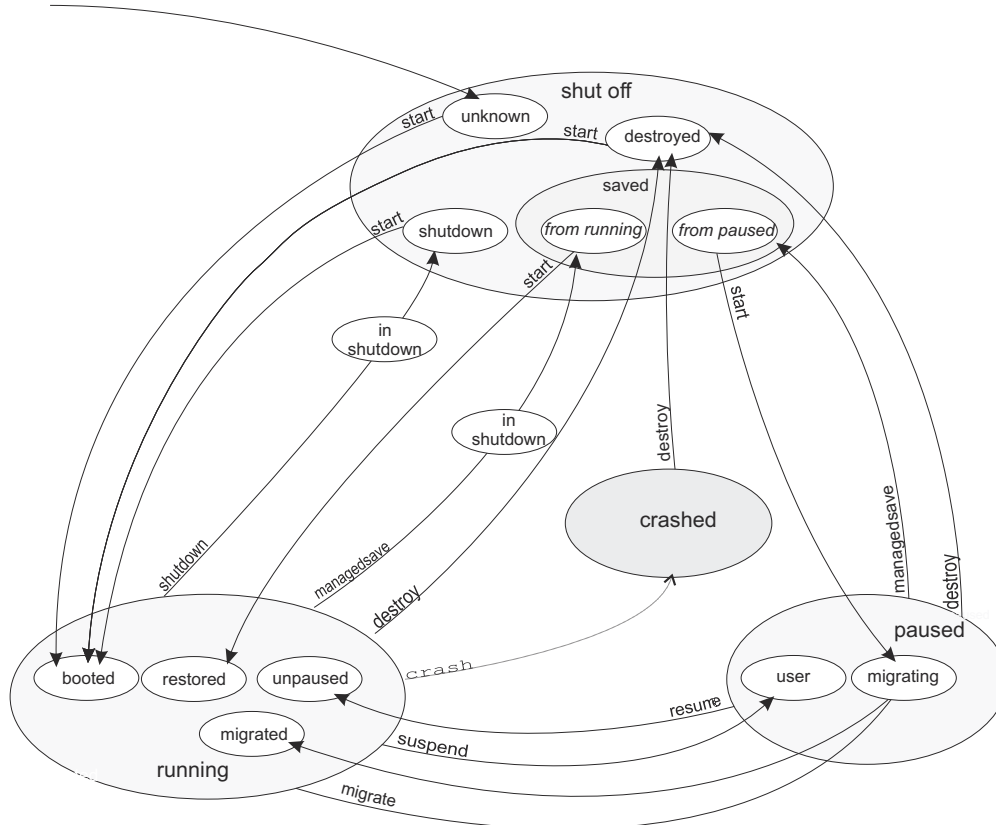 shut off
start
unknown
start
destroyed
saved
start
shutdown
from running
from paused
start
start
in
shutdown
in
shutdown
destroy
crashed
managedsave
shutdown
managedsave
destroy
destroy
paused
crash
booted
restored
unpaused
user
migrating
resume
migrated
suspend
running
migrate